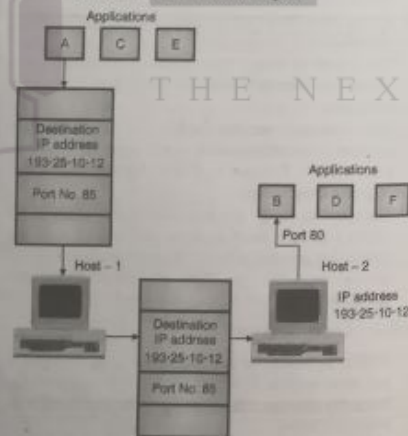 Applications
A C E
THE NEX
Destination
IP address
193-25-10-12
Port No. 85
Applications
B D F
Port 80
Host – 1
Host – 2
IP address
193-25-10-12
Destination
IP address
193-25-10-12
Port No. 85